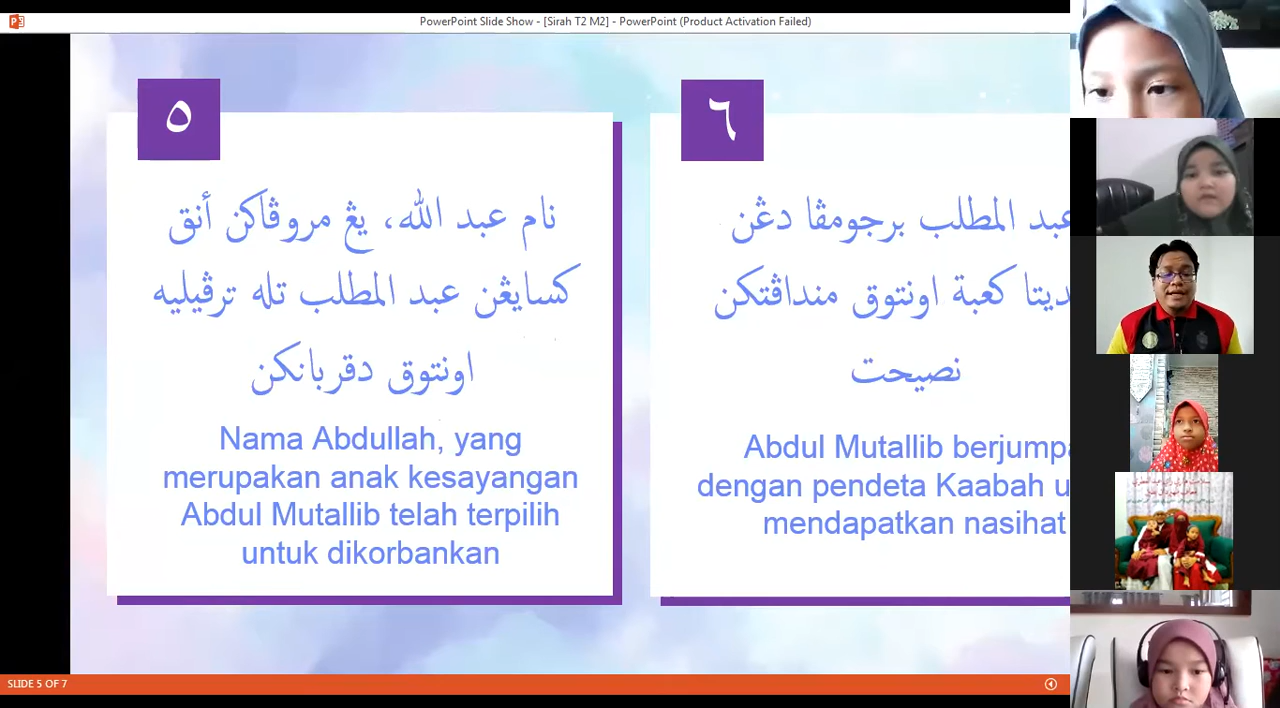 PowerPoint Slide Show - [Sirah T2 M2] - PowerPoint (Product Activation Failed)
٥
نام عبد الله، يڠ مروڤاكن أنق
كسايڠن عبد المطلب تله ترڤيليه
اونتوق دقربانكن
Nama Abdullah, yang
merupakan anak kesayangan
Abdul Mutallib telah terpilih
untuk dikorbankan
٦
عبد المطلب برجومڤا دڠن
ديتا كعبة اونتوق منداڤتكن
نصيحت
Abdul Mutallib berjumpa
dengan pendeta Kaabah u
mendapatkan nasihat
SLIDE 5 OF 7